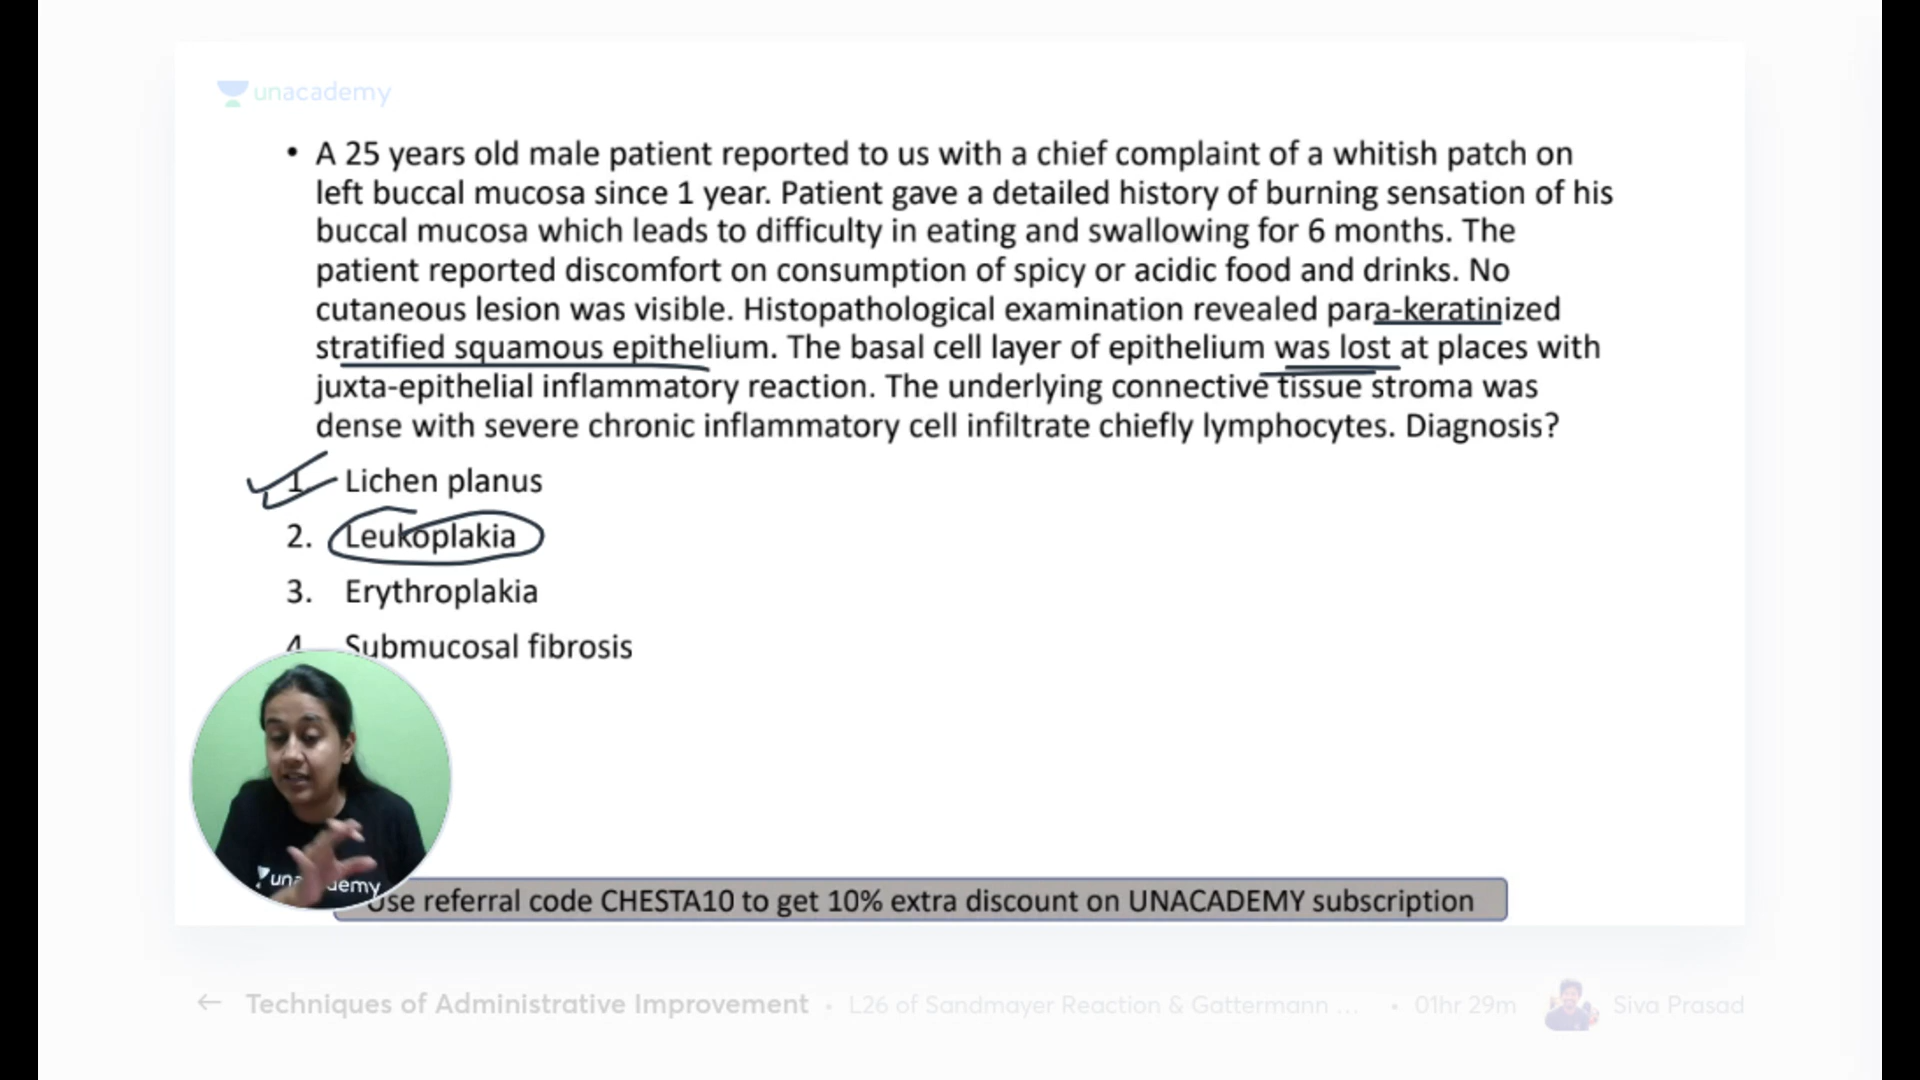 unacademy
• A 25 years old male patient reported to us with a chief complaint of a whitish patch on
left buccal mucosa since 1 year. Patient gave a detailed history of burning sensation of his
buccal mucosa which leads to difficulty in eating and swallowing for 6 months. The
patient reported discomfort on consumption of spicy or acidic food and drinks. No
cutaneous lesion was visible. Histopathological examination revealed para-keratinized
stratified squamous epithelium. The basal cell layer of epithelium was lost at places with
juxta-epithelial inflammatory reaction. The underlying connective tissue stroma was
dense with severe chronic inflammatory cell infiltrate chiefly lymphocytes. Diagnosis?
1. Lichen planus
2. Leukoplakia
3. Erythroplakia
4. Submucosal fibrosis
Use referral code CHESTA10 to get 10% extra discount on UNACADEMY subscription
← Techniques of Administrative Improvement • L26 of Sandmayer Reaction & Gattermann ... • 01hr 29m Siva Prasad